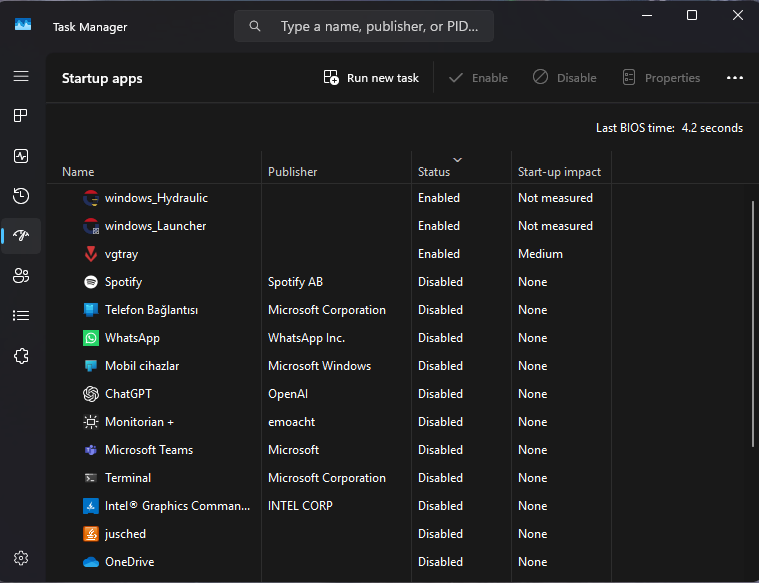 Task Manager
Type a name, publisher, or PID...
Startup apps
Run new task
Enable
Disable
Properties
Last BIOS time: 4.2 seconds
Name Publisher Status Start-up impact
windows_Hydraulic Enabled Not measured
windows_Launcher Enabled Not measured
vgtray Enabled Medium
Spotify Spotify AB Disabled None
Telefon Bağlantısı Microsoft Corporation Disabled None
WhatsApp WhatsApp Inc. Disabled None
Mobil cihazlar Microsoft Windows Disabled None
ChatGPT OpenAI Disabled None
Monitorian + emoacht Disabled None
Microsoft Teams Microsoft Disabled None
Terminal Microsoft Corporation Disabled None
Intel® Graphics Comman... INTEL CORP Disabled None
jusched Disabled None
OneDrive Disabled None